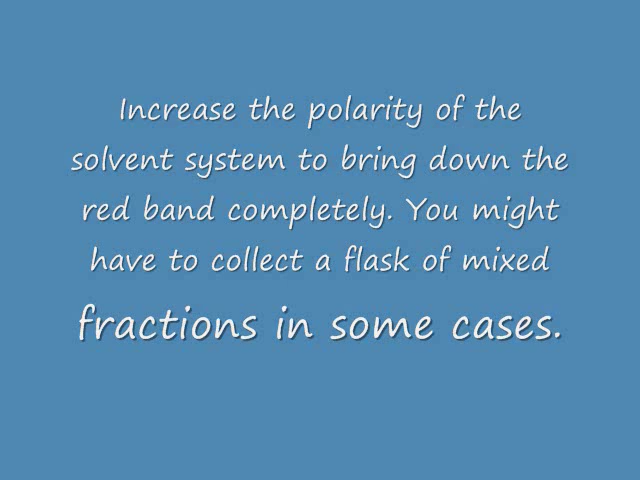 Increase the polarity of the
solvent system to bring down the
red band completely. You might
have to collect a flask of mixed
fractions in some cases.